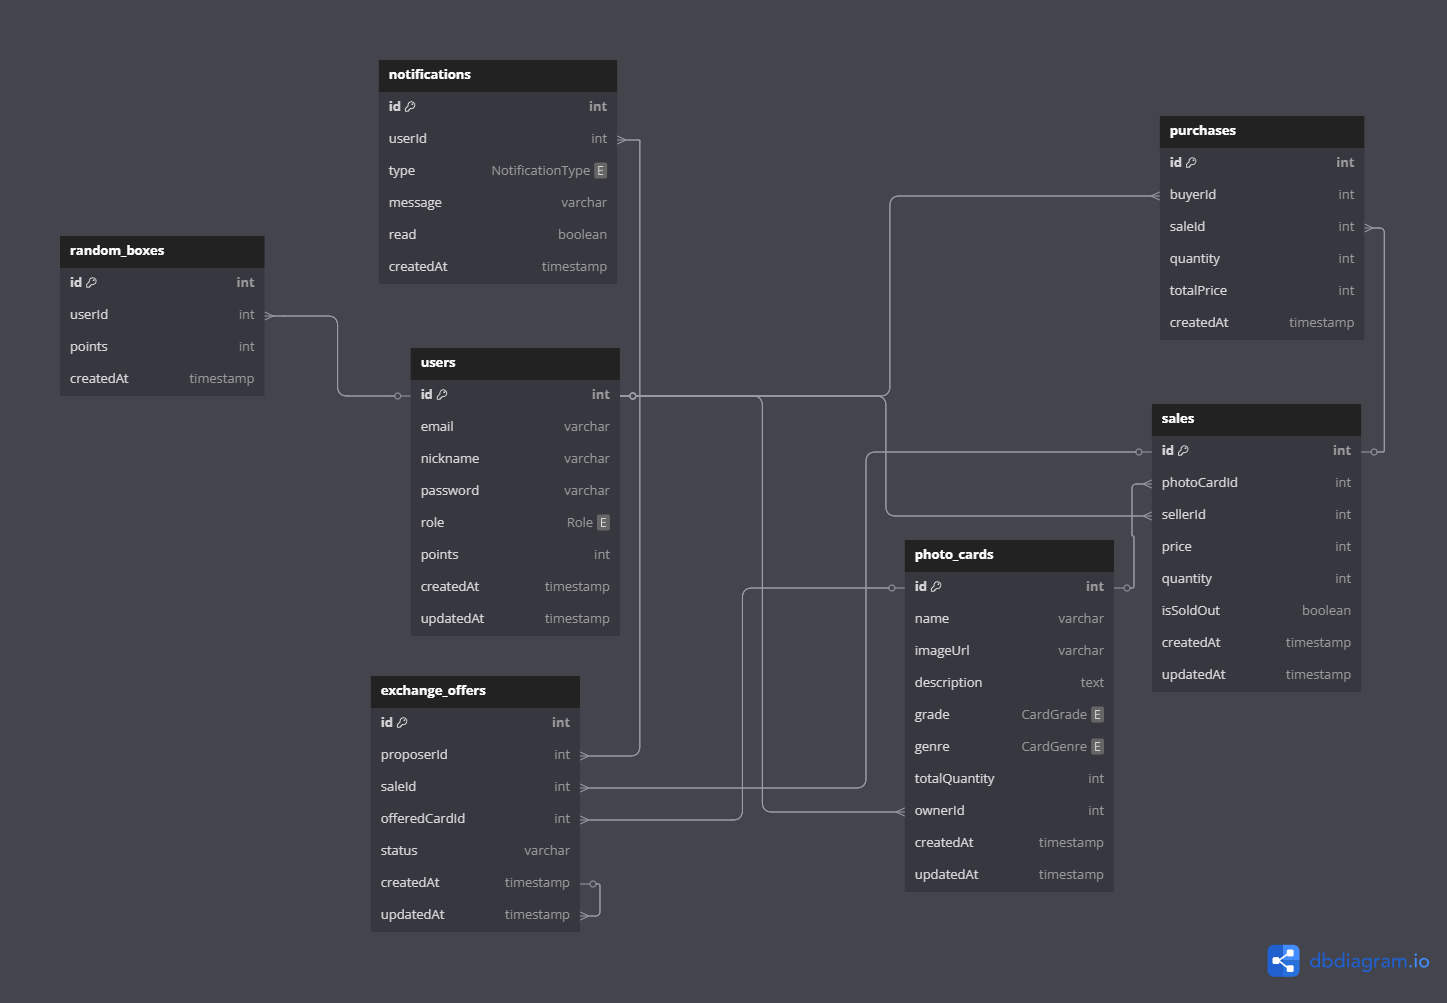 notifications
id int
userId int
type NotificationType E
message varchar
read boolean
createdAt timestamp
purchases
id int
buyerId int
saleId int
quantity int
totalPrice int
createdAt timestamp
random_boxes
id int
userId int
points int
createdAt timestamp
users
id int
email varchar
nickname varchar
password varchar
role Role E
points int
createdAt timestamp
updatedAt timestamp
sales
id int
photoCardId int
sellerId int
price int
quantity int
isSoldOut boolean
createdAt timestamp
updatedAt timestamp
photo_cards
id int
name varchar
imageUrl varchar
description text
grade CardGrade E
genre CardGenre E
totalQuantity int
ownerId int
createdAt timestamp
updatedAt timestamp
exchange_offers
id int
proposerId int
saleId int
offeredCardId int
status varchar
createdAt timestamp
updatedAt timestamp
dbdiagram.io